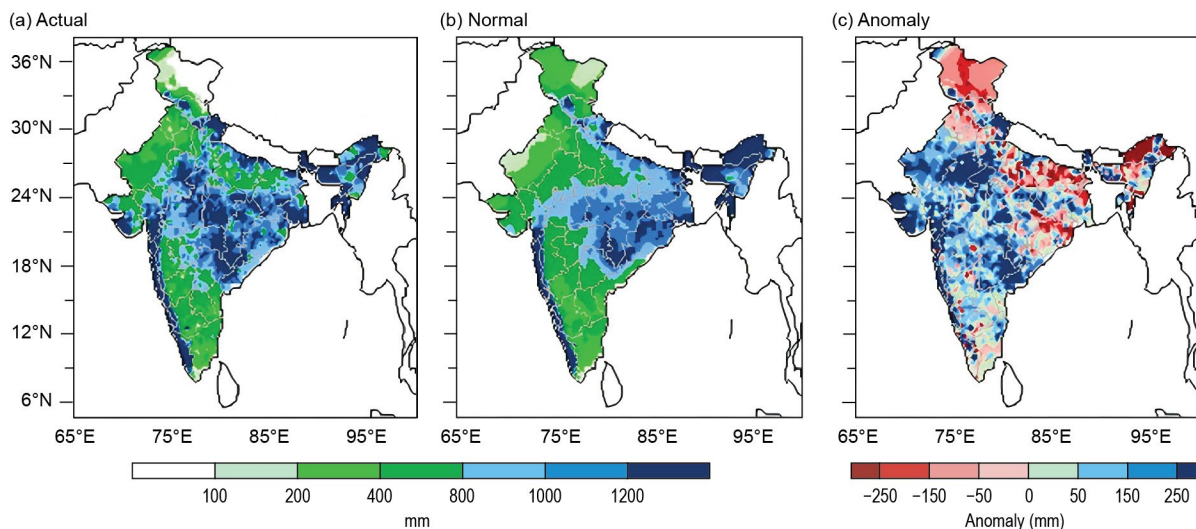 (a) Actual
(b) Normal
(c) Anomaly
36°N
30°N
24°N
18°N
12°N
6°N
65°E 75°E 85°E 95°E
65°E 75°E 85°E 95°E
65°E 75°E 85°E 95°E
100 200 400 800 1000 1200
mm
−250 −150 −50 0 50 150 250
Anomaly (mm)